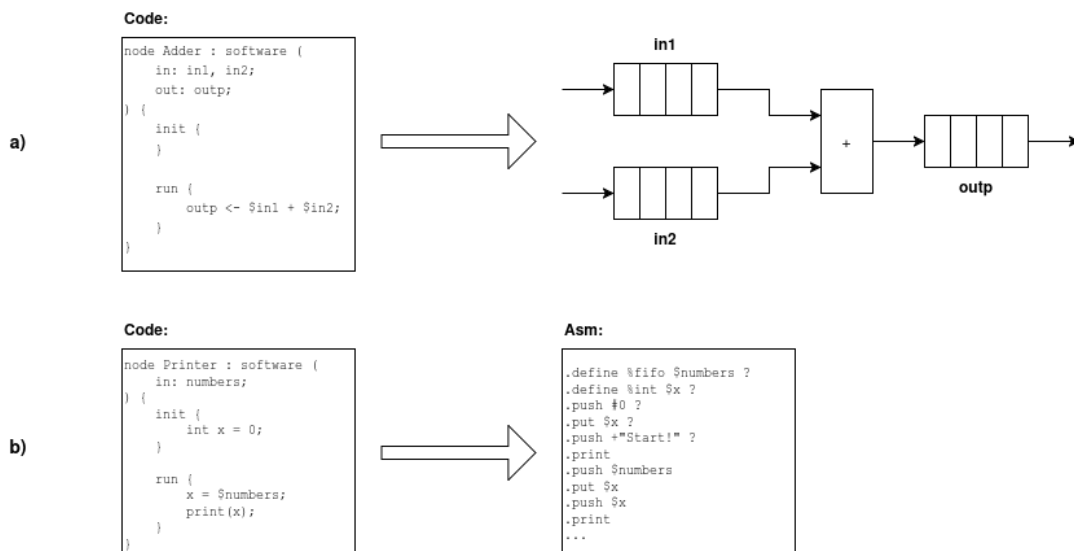 Code:
node Adder : software (
in: in1, in2;
out: outp;
) {
init {
}
run {
outp <- $in1 + $in2;
}
}
a)
in1
in2
+
outp
Code:
node Printer : software (
in: numbers;
) {
init {
int x = 0;
}
run {
x = $numbers;
print(x);
}
}
b)
Asm:
.define %fifo $numbers ?
.define %int $x ?
.push #0 ?
.put $x ?
.push +"Start!" ?
.print
.push $numbers
.put $x
.push $x
.print
...